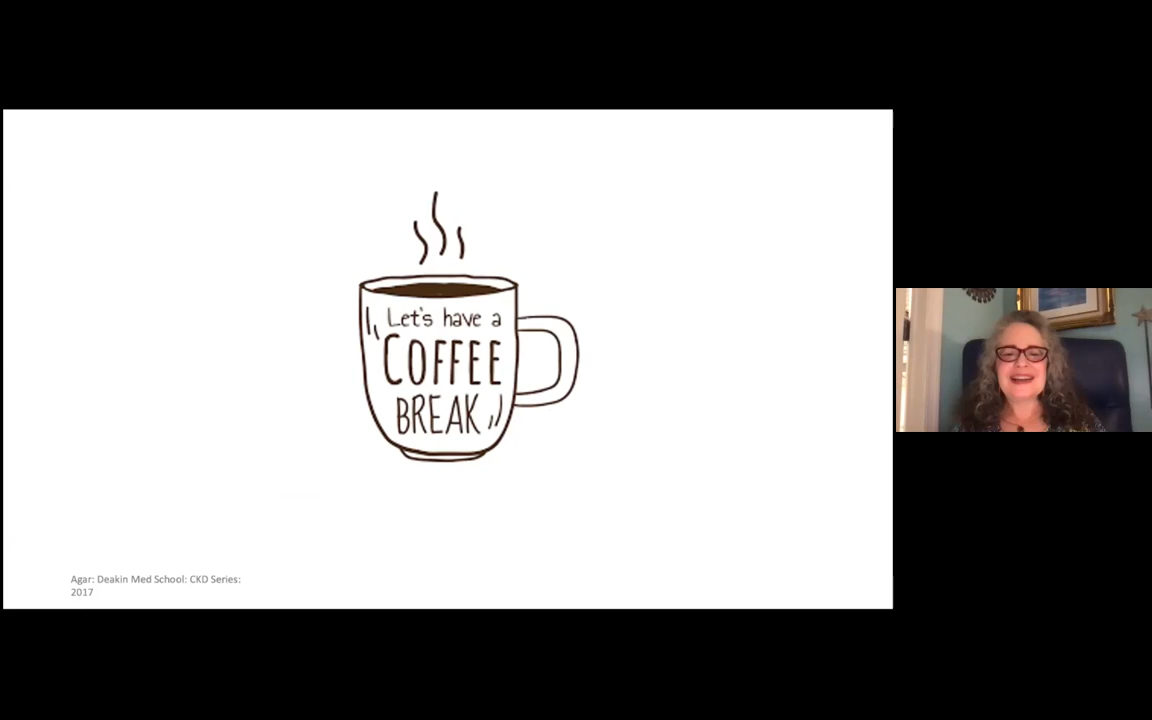 Let's have a
COFFEE
BREAK
Agar: Deakin Med School: CKD Series:
2017